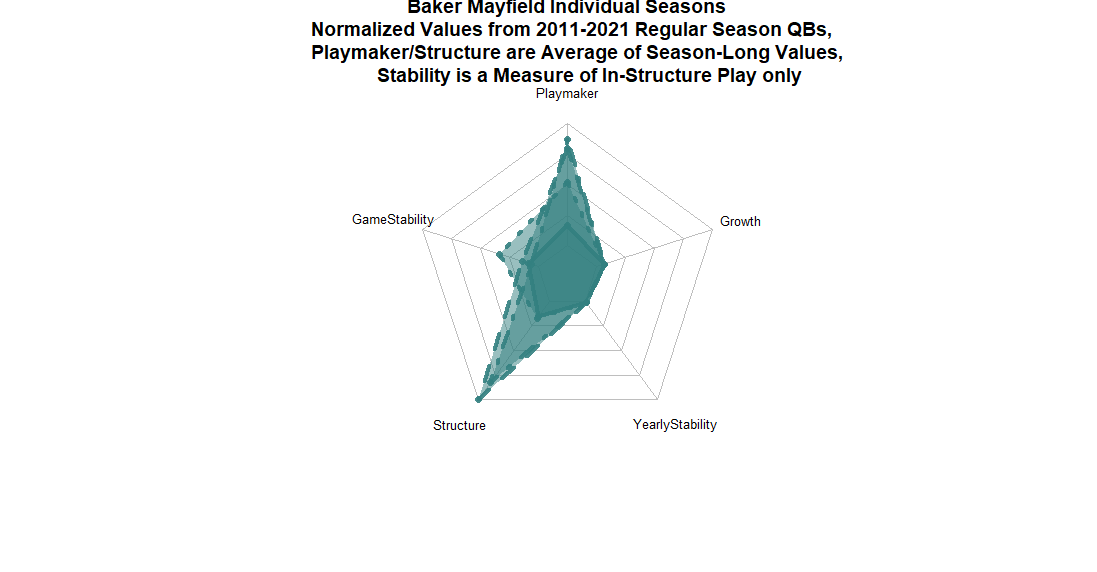 Baker Mayfield Individual Seasons
Normalized Values from 2011-2021 Regular Season QBs,
Playmaker/Structure are Average of Season-Long Values,
Stability is a Measure of In-Structure Play only
Playmaker
GameStability
Growth
Structure
YearlyStability